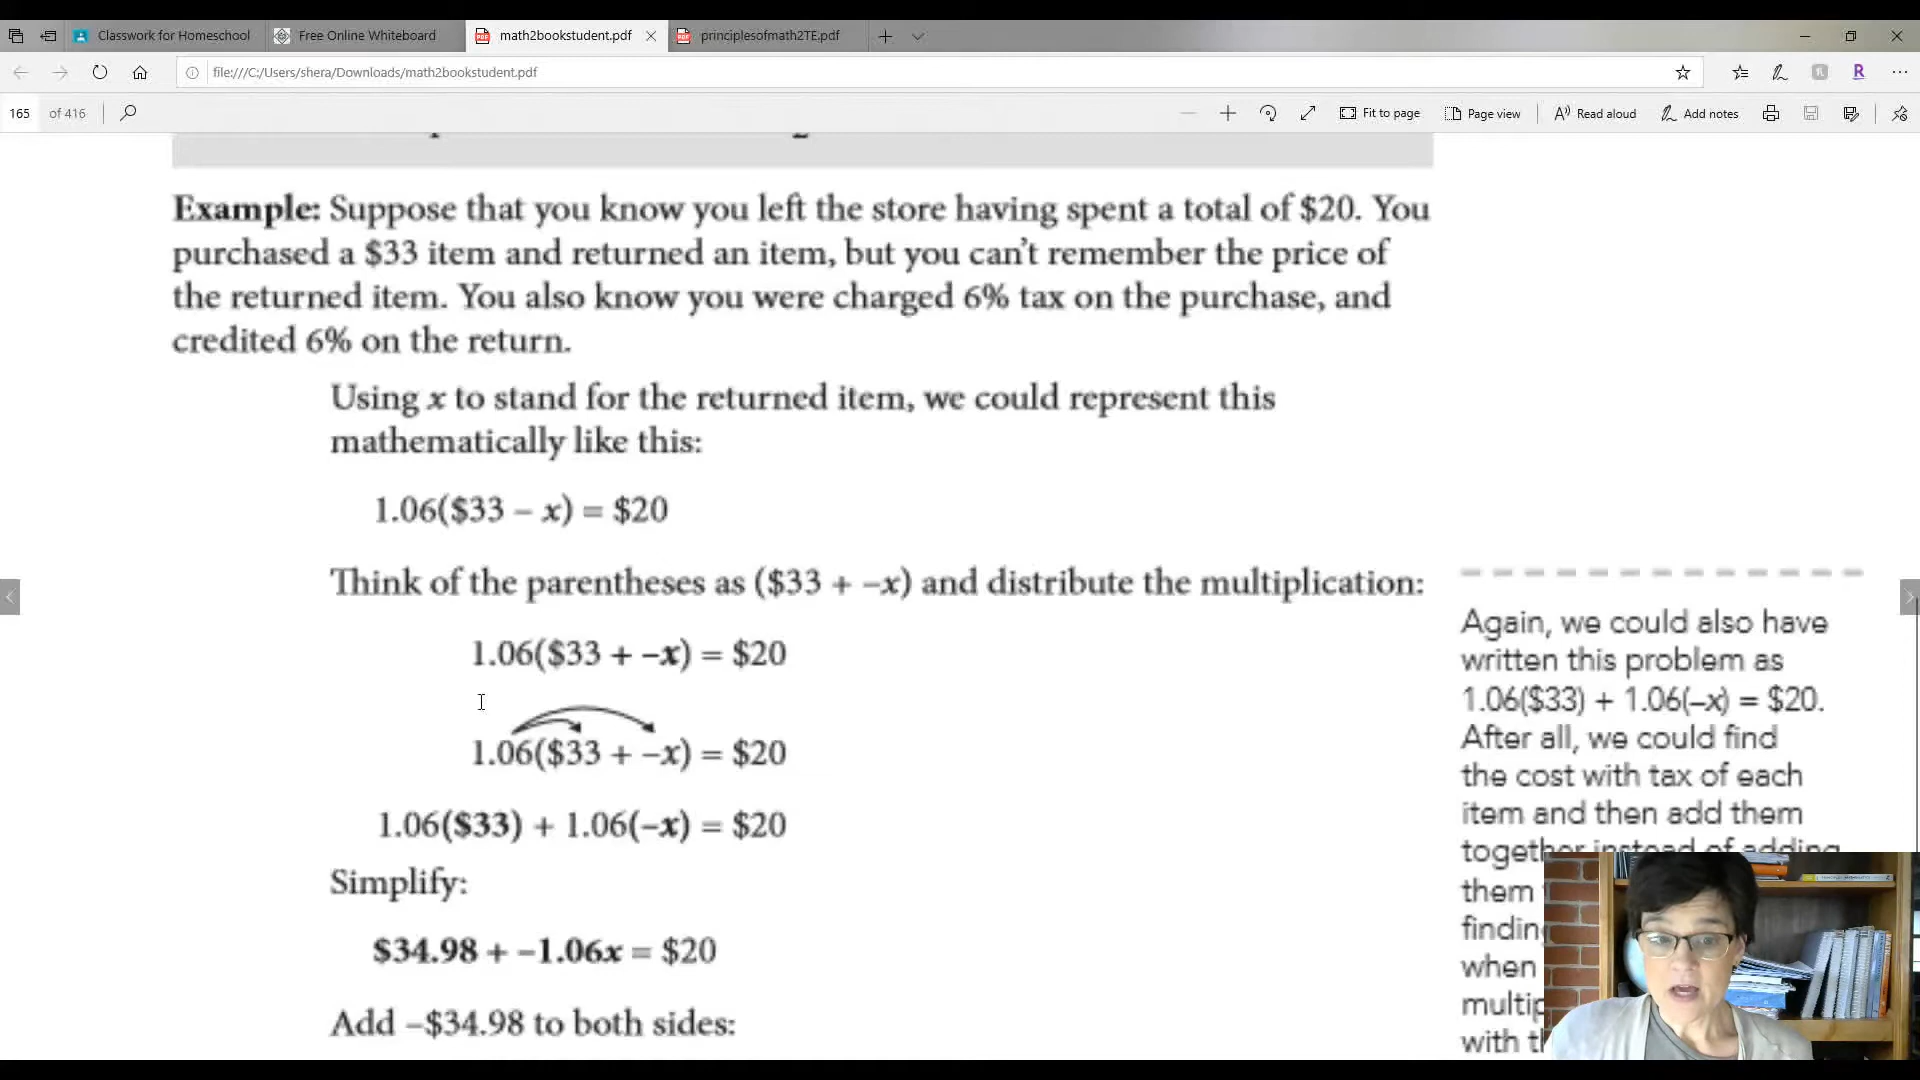 Classwork for Homeschool
Free Online Whiteboard
math2bookstudent.pdf
principlesofmath2TE.pdf
file:///C:/Users/shera/Downloads/math2bookstudent.pdf
R
165 of 416
Fit to page
Page view
Read aloud
Add notes
Example: Suppose that you know you left the store having spent a total of $20. You
purchased a $33 item and returned an item, but you can't remember the price of
the returned item. You also know you were charged 6% tax on the purchase, and
credited 6% on the return.
Using x to stand for the returned item, we could represent this
mathematically like this:
1.06($33 – x) = $20
Think of the parentheses as ($33 + –x) and distribute the multiplication:
1.06($33 + –x) = $20
1.06($33 + –x) = $20
1.06($33) + 1.06(–x) = $20
Simplify:
$34.98 + –1.06x = $20
Add –$34.98 to both sides:
Again, we could also have
written this problem as
1.06($33) + 1.06(–x) = $20.
After all, we could find
the cost with tax of each
item and then add them
together instead of adding
them
when
with